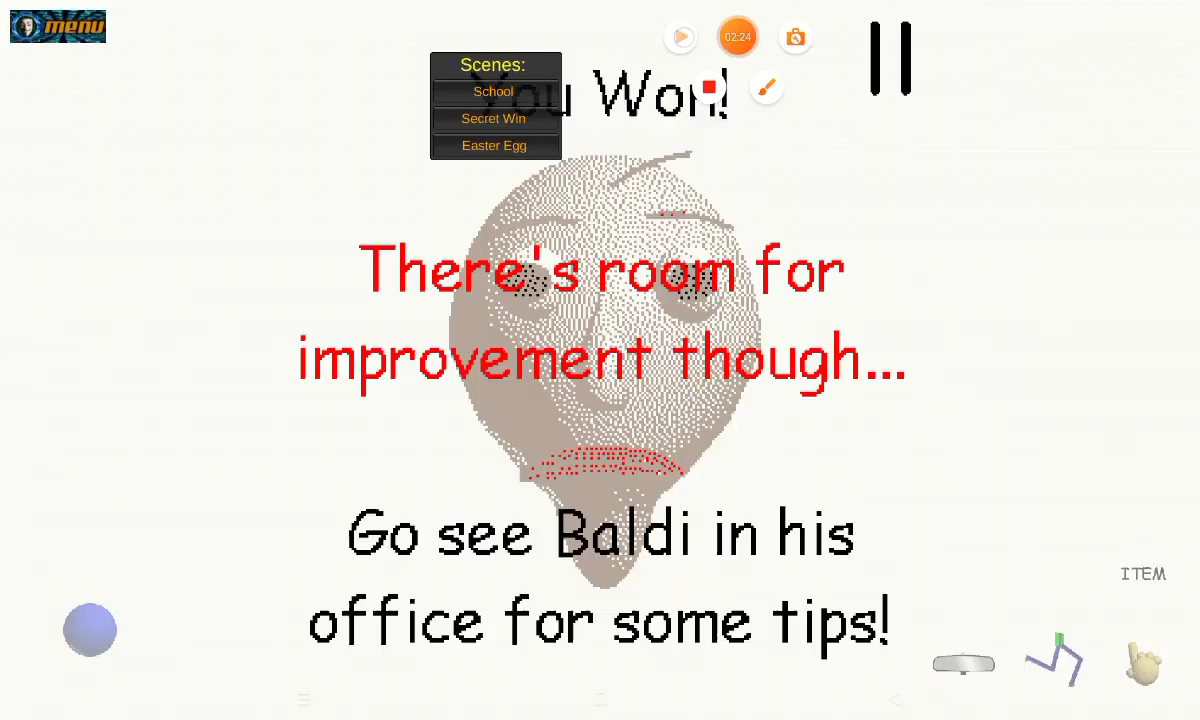 menu
02:24
Scenes:
School
Secret Win
Easter Egg
You Won!
There's room for
improvement though...
Go see Baldi in his
office for some tips!
ITEM